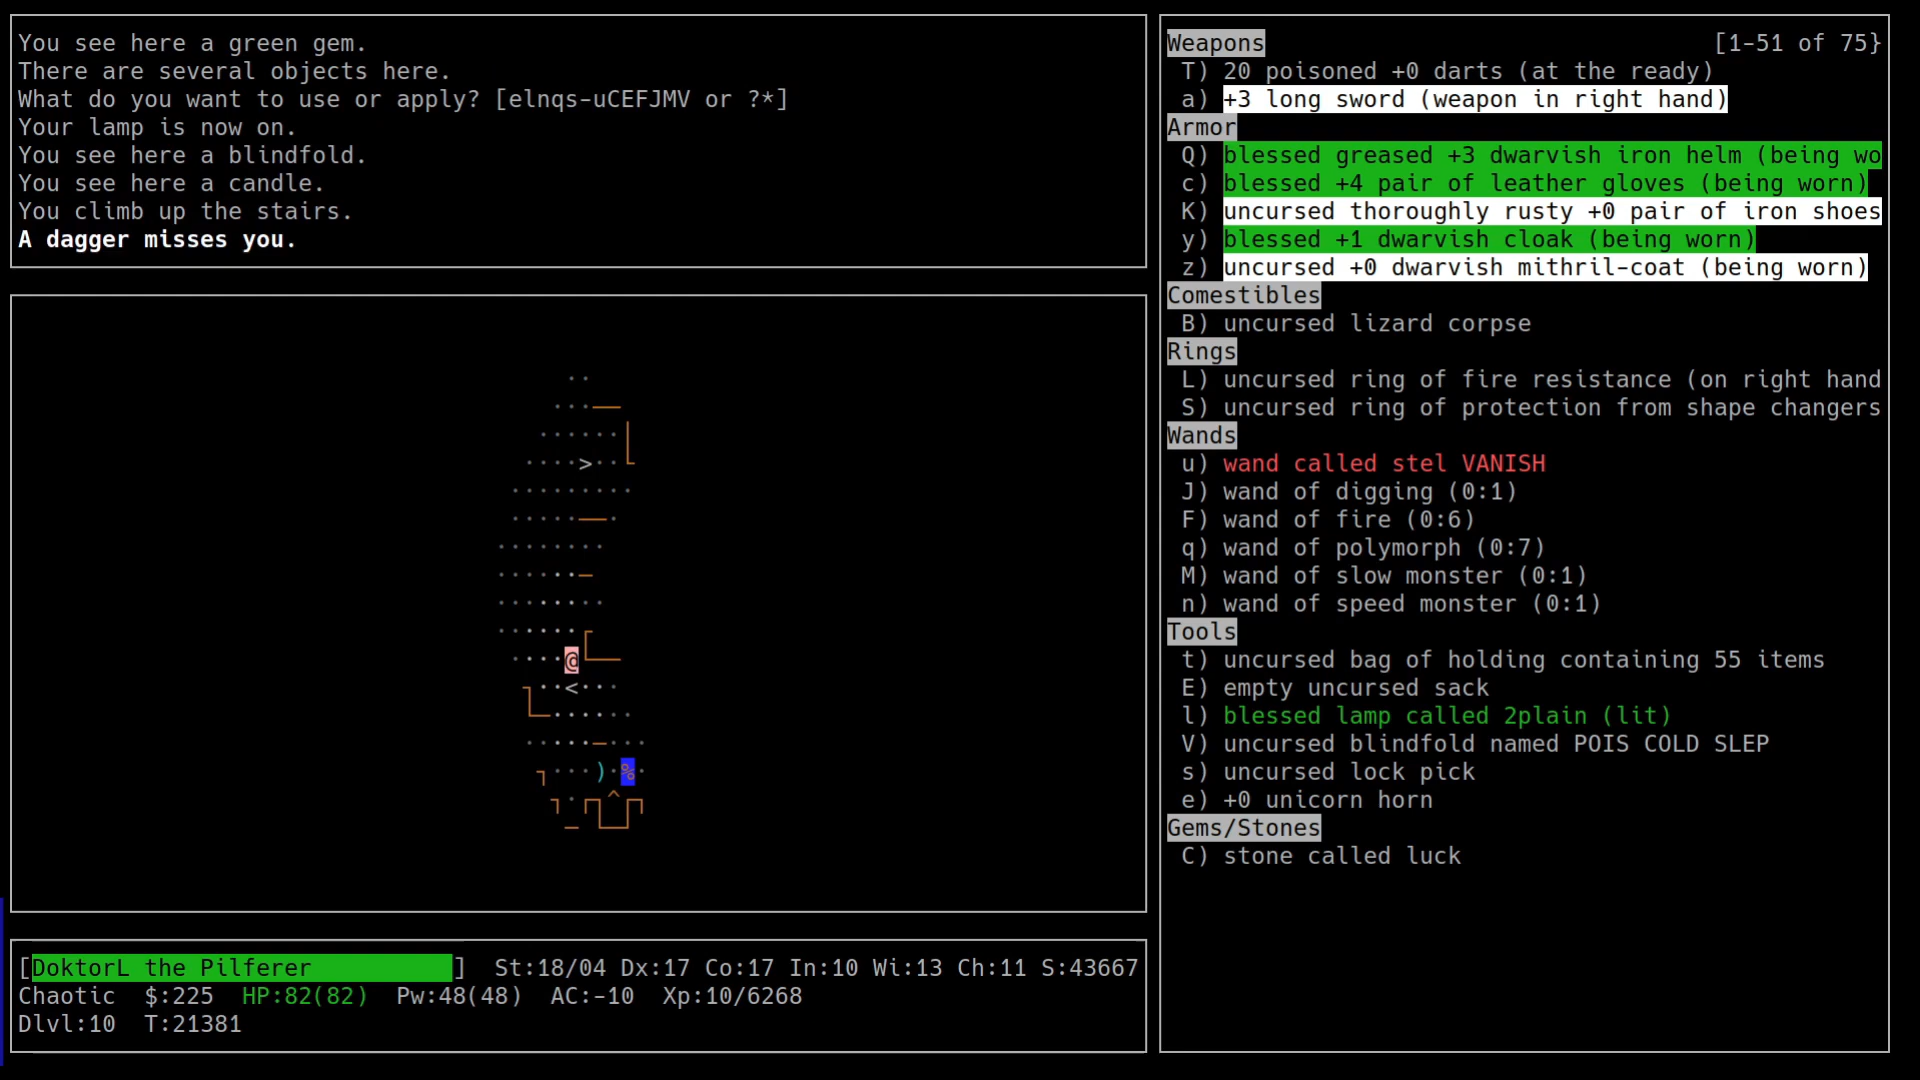 You see here a green gem.
There are several objects here.
What do you want to use or apply? [elnqs-uCEFJMV or ?*]
Your lamp is now on.
You see here a blindfold.
You see here a candle.
You climb up the stairs.
A dagger misses you.
>
@
<
) %
^
[DoktorL the Pilferer] St:18/04 Dx:17 Co:17 In:10 Wi:13 Ch:11 S:43667
Chaotic $:225 HP:82(82) Pw:48(48) AC:-10 Xp:10/6268
Dlvl:10 T:21381
Weapons [1-51 of 75}
T) 20 poisoned +0 darts (at the ready)
a) +3 long sword (weapon in right hand)
Armor
Q) blessed greased +3 dwarvish iron helm (being wo
c) blessed +4 pair of leather gloves (being worn)
K) uncursed thoroughly rusty +0 pair of iron shoes
y) blessed +1 dwarvish cloak (being worn)
z) uncursed +0 dwarvish mithril-coat (being worn)
Comestibles
B) uncursed lizard corpse
Rings
L) uncursed ring of fire resistance (on right hand
S) uncursed ring of protection from shape changers
Wands
u) wand called stel VANISH
J) wand of digging (0:1)
F) wand of fire (0:6)
q) wand of polymorph (0:7)
M) wand of slow monster (0:1)
n) wand of speed monster (0:1)
Tools
t) uncursed bag of holding containing 55 items
E) empty uncursed sack
l) blessed lamp called 2plain (lit)
V) uncursed blindfold named POIS COLD SLEP
s) uncursed lock pick
e) +0 unicorn horn
Gems/Stones
C) stone called luck